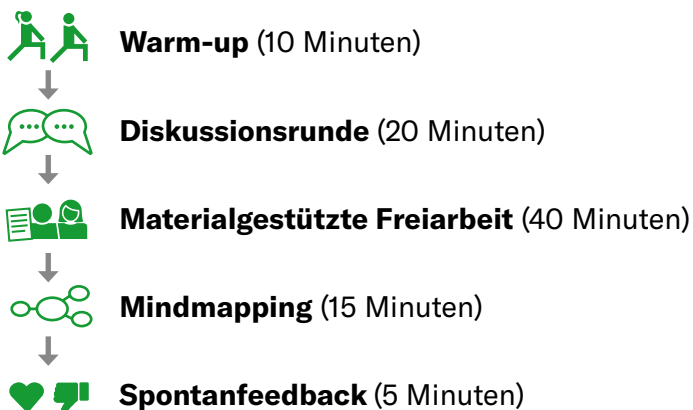 Warm-up (10 Minuten)
Diskussionsrunde (20 Minuten)
Materialgestützte Freiarbeit (40 Minuten)
Mindmapping (15 Minuten)
Spontanfeedback (5 Minuten)